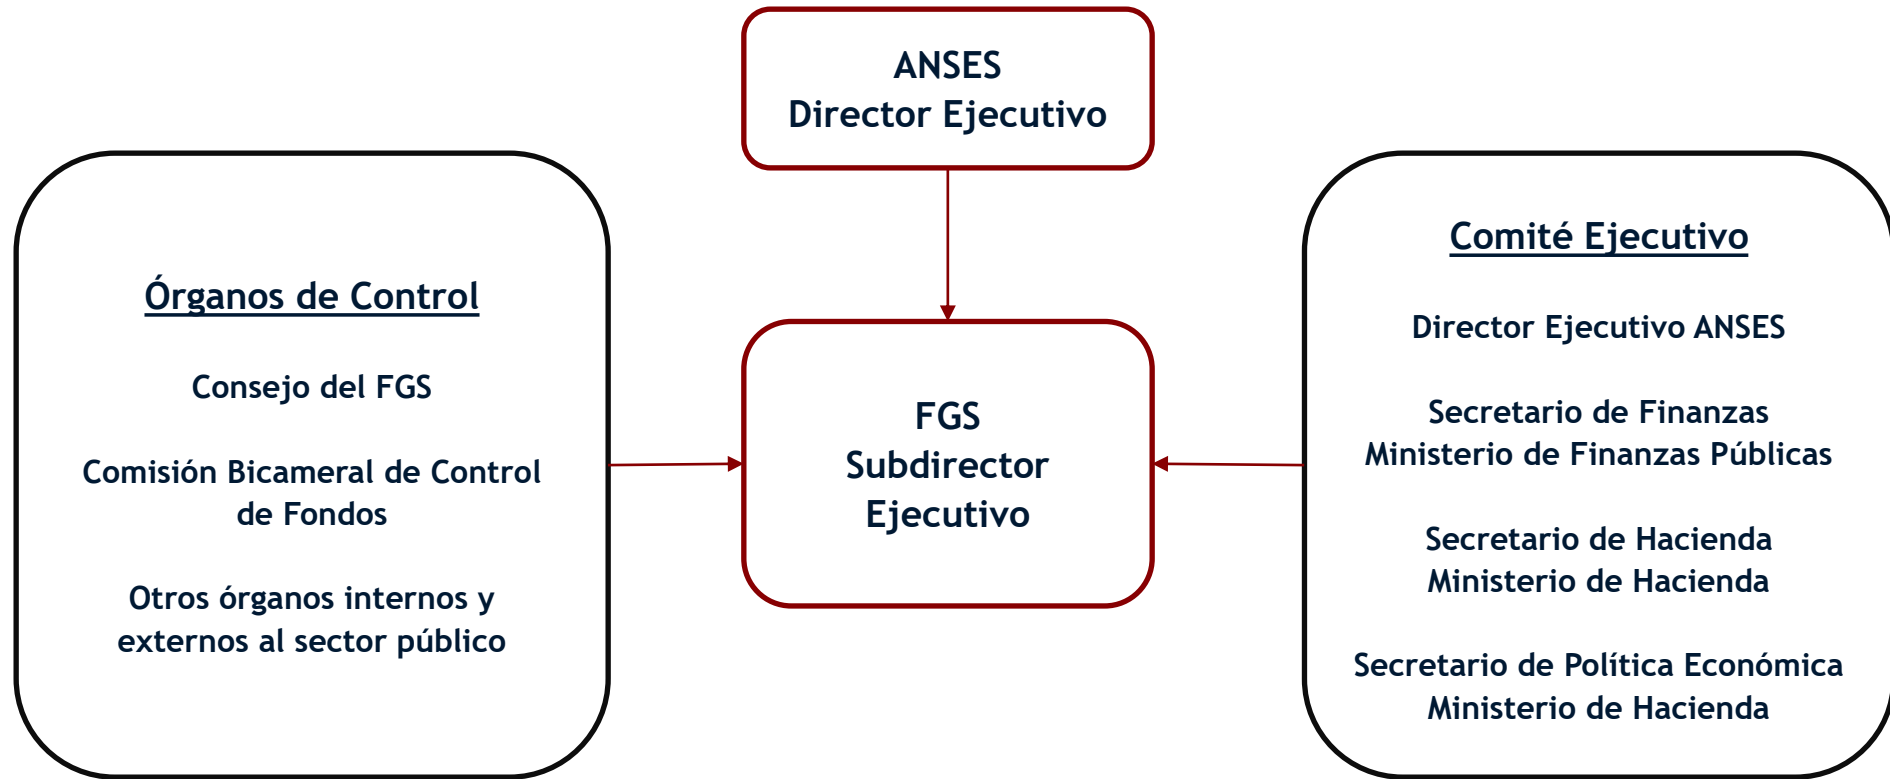 ANSES
Director Ejecutivo
Órganos de Control
Consejo del FGS
Comisión Bicameral de Control
de Fondos
Otros órganos internos y
externos al sector público
FGS
Subdirector
Ejecutivo
Comité Ejecutivo
Director Ejecutivo ANSES
Secretario de Finanzas
Ministerio de Finanzas Públicas
Secretario de Hacienda
Ministerio de Hacienda
Secretario de Política Económica
Ministerio de Hacienda